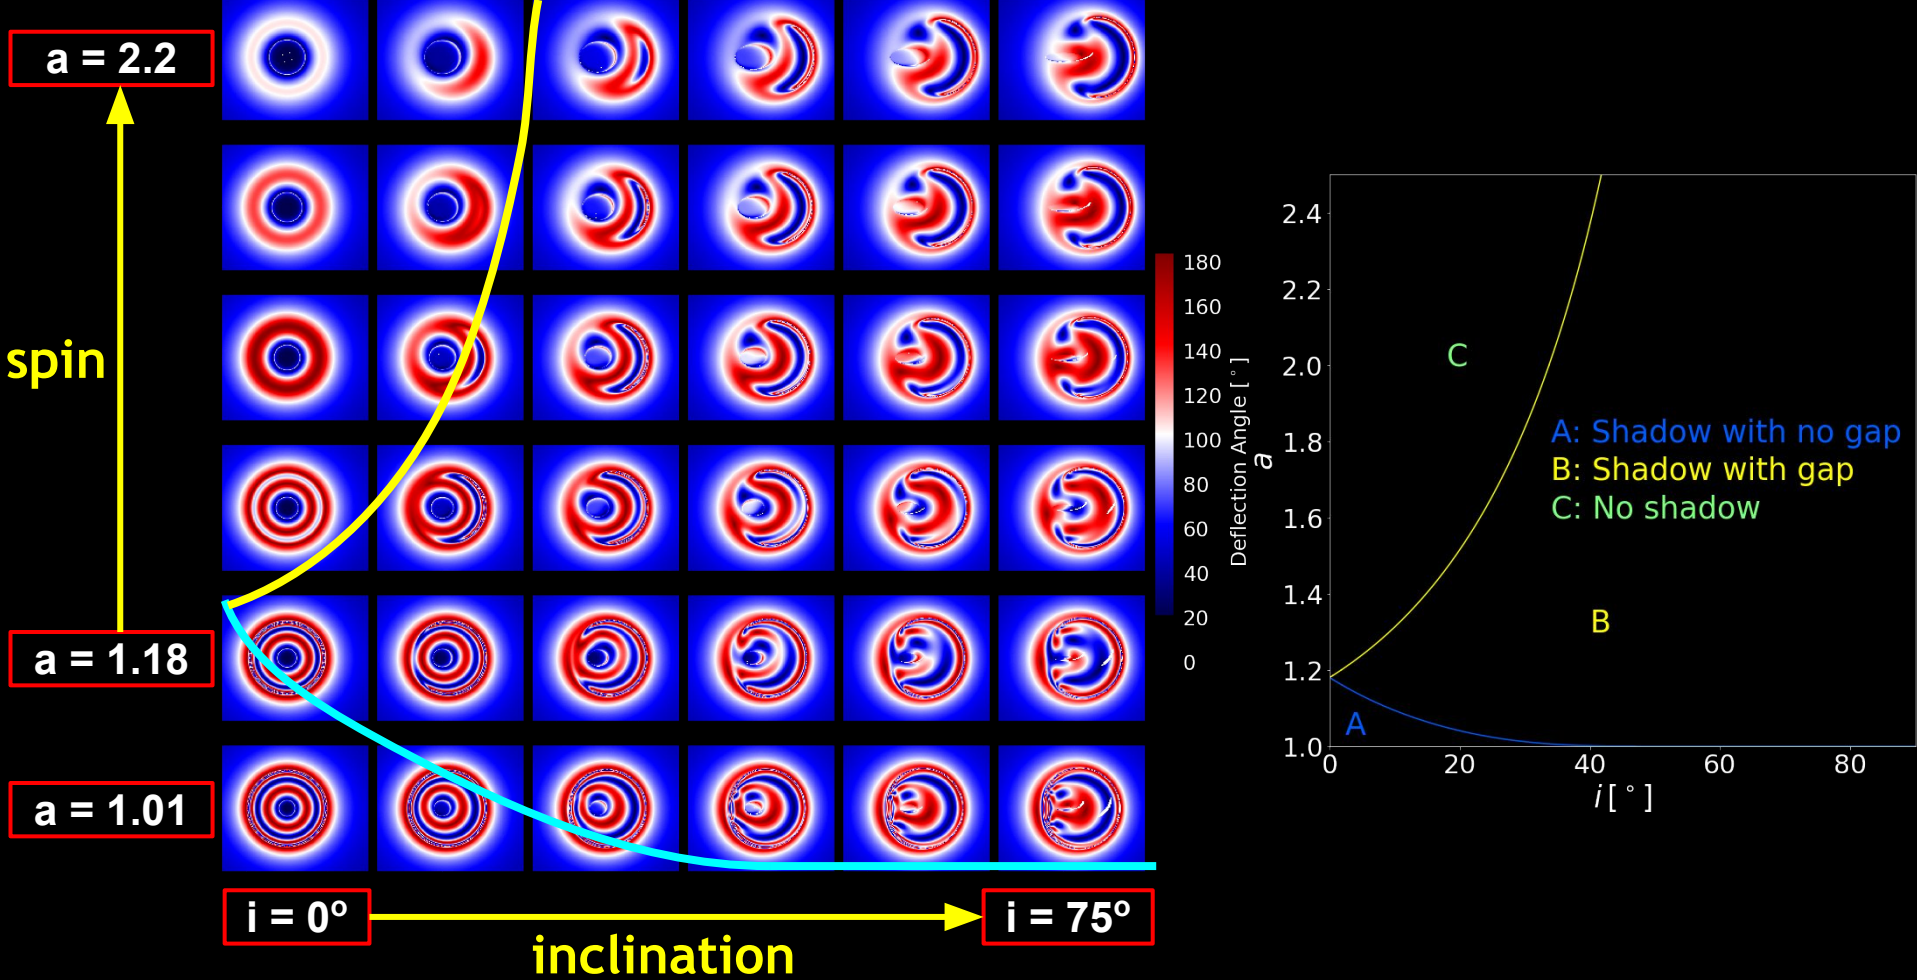 a = 2.2
spin
a = 1.18
a = 1.01
i = 0º
i = 75º
inclination
180
160
140
120
100
80
60
40
20
0
Deflection Angle [°]
a
2.4
2.2
2.0
1.8
1.6
1.4
1.2
1.0
C
A: Shadow with no gap
B: Shadow with gap
C: No shadow
B
A
0
20
40
60
80
i [°]